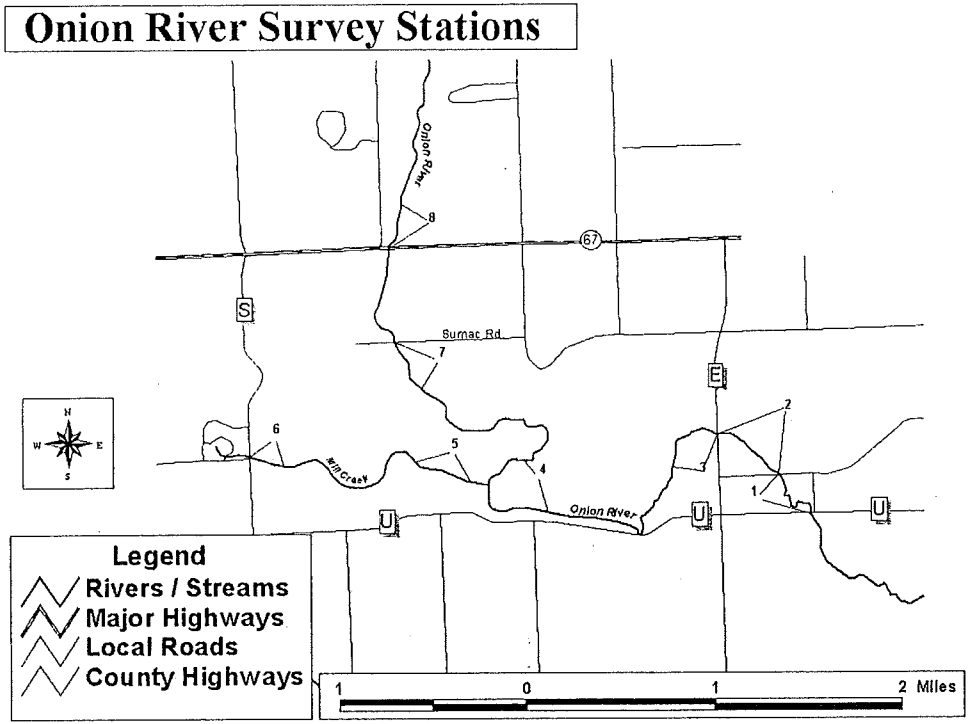 Onion River Survey Stations
Onion River
8
67
S
Sumac Rd
7
E
2
N
W E
S
6
5
Mill Creek
4
3
1
Onion River
U
U
U
Legend
Rivers / Streams
Major Highways
Local Roads
County Highways
1 0 1 2 Miles